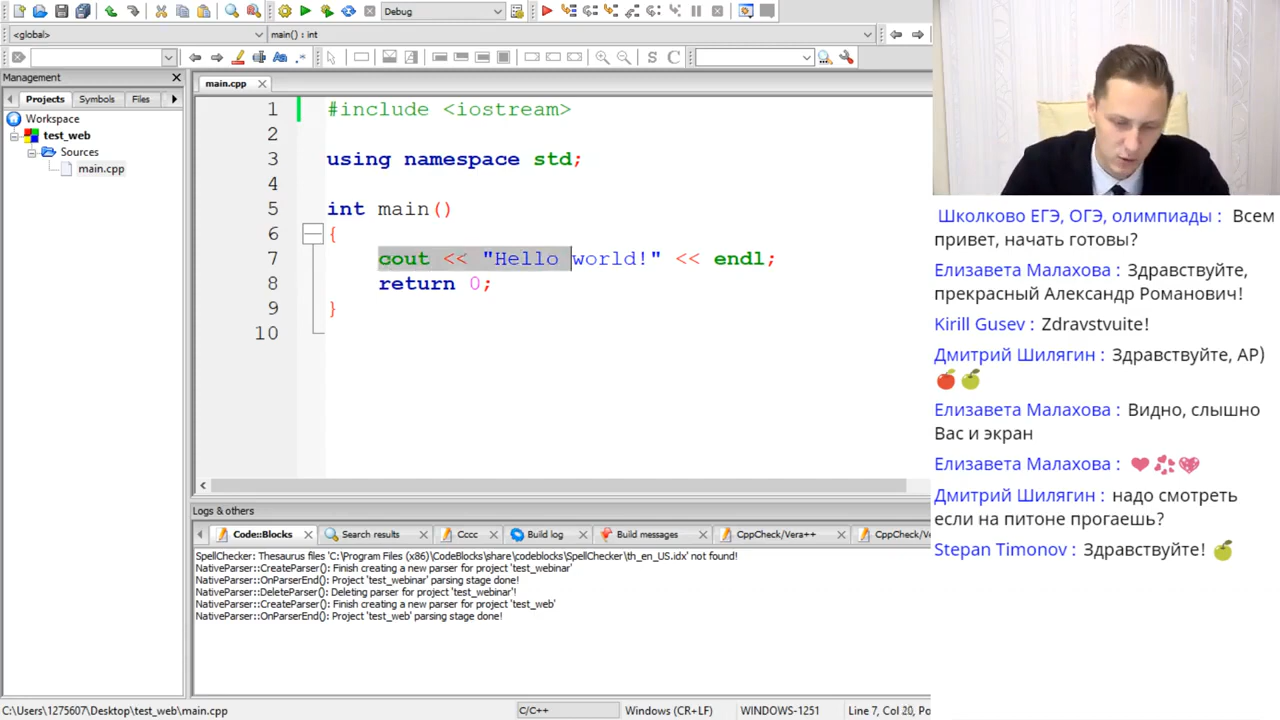 Debug
<global>
main() : int
Aa
.*
S
C
Management
Projects
Symbols
Files
Workspace
test_web
Sources
main.cpp
main.cpp
1 #include <iostream>
2
3 using namespace std;
4
5 int main()
6 {
7 cout << "Hello world!" << endl;
8 return 0;
9 }
10
Logs & others
Code::Blocks
Search results
Cccc
Build log
Build messages
CppCheck/Vera++
CppCheck/Ve
SpellChecker: Thesaurus files 'C:\Program Files (x86)\CodeBlocks\share\codeblocks\SpellChecker\th_en_US.idx' not found!
NativeParser::CreateParser(): Finish creating a new parser for project 'test_webinar'
NativeParser::OnParserEnd(): Project 'test_webinar' parsing stage done!
NativeParser::DeleteParser(): Deleting parser for project 'test_webinar'!
NativeParser::CreateParser(): Finish creating a new parser for project 'test_web'
NativeParser::OnParserEnd(): Project 'test_web' parsing stage done!
C:\Users\1275607\Desktop\test_web\main.cpp
C/C++
Windows (CR+LF)
WINDOWS-1251
Line 7, Col 20, Po
Школково ЕГЭ, ОГЭ, олимпиады : Всем
привет, начать готовы?
Елизавета Малахова : Здравствуйте,
прекрасный Александр Романович!
Kirill Gusev : Zdravstvuite!
Дмитрий Шилягин : Здравствуйте, АР)
Елизавета Малахова : Видно, слышно
Вас и экран
Елизавета Малахова :
Дмитрий Шилягин : надо смотреть
если на питоне прогаешь?
Stepan Timonov : Здравствуйте!